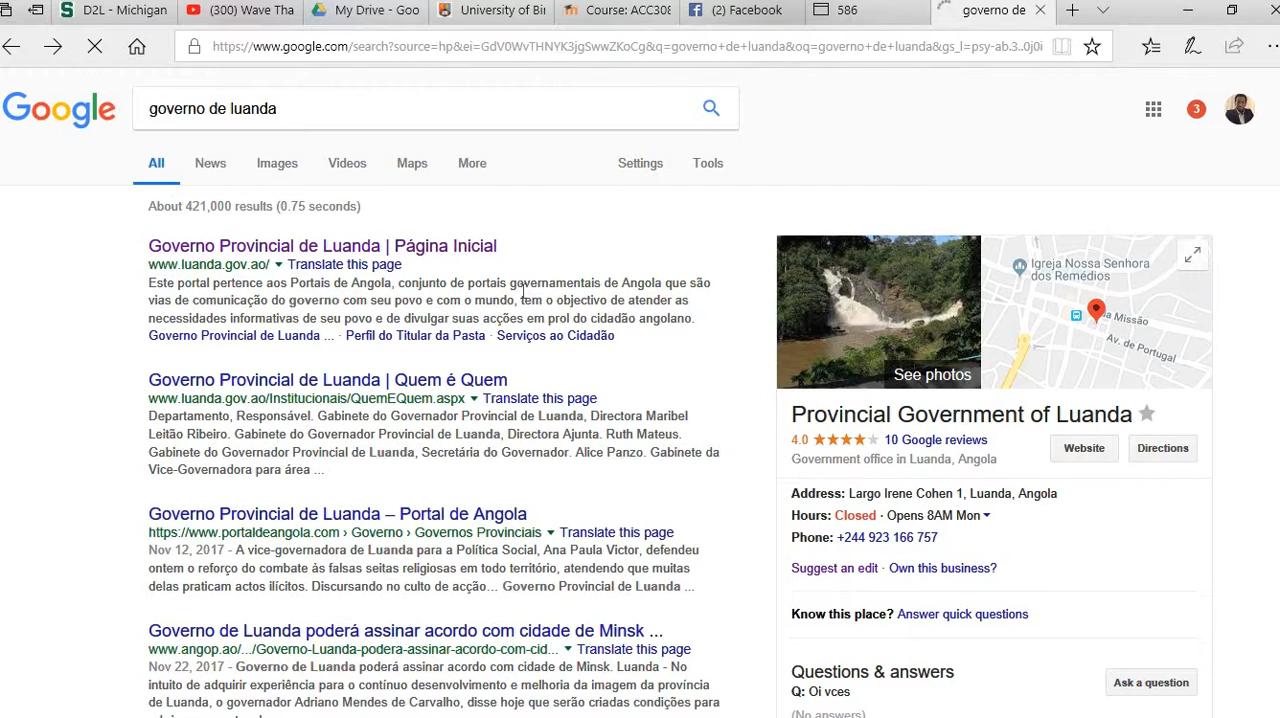 D2L - Michigan
(300) Wave Tha
My Drive - Goo
University of Bir
Course: ACC308
(2) Facebook
586
governo de
https://www.google.com/search?source=hp&ei=GdV0WvTHNYK3jgSwwZKoCg&q=governo+de+luanda&oq=governo+de+luanda&gs_l=psy-ab.3..0j0i
Google
governo de luanda
3
All News Images Videos Maps More Settings Tools
About 421,000 results (0.75 seconds)
Governo Provincial de Luanda | Página Inicial
www.luanda.gov.ao/ Translate this page
Este portal pertence aos Portais de Angola, conjunto de portais governamentais de Angola que são
vias de comunicação do governo com seu povo e com o mundo, tem o objectivo de atender as
necessidades informativas de seu povo e de divulgar suas acções em prol do cidadão angolano.
Governo Provincial de Luanda ... · Perfil do Titular da Pasta · Serviços ao Cidadão
Governo Provincial de Luanda | Quem é Quem
www.luanda.gov.ao/Institucionais/QuemEQuem.aspx Translate this page
Departamento, Responsável. Gabinete do Governador Provincial de Luanda, Directora Maribel
Leitão Ribeiro. Gabinete do Governador Provincial de Luanda, Directora Ajunta. Ruth Mateus.
Gabinete do Governador Provincial de Luanda, Secretária do Governador. Alice Panzo. Gabinete da
Vice-Governadora para área ...
Governo Provincial de Luanda – Portal de Angola
https://www.portaldeangola.com › Governo › Governos Provinciais Translate this page
Nov 12, 2017 - A vice-governadora de Luanda para a Política Social, Ana Paula Victor, defendeu
ontem o reforço do combate às falsas seitas religiosas em todo território, atendendo que muitas
delas praticam actos ilícitos. Discursando no culto de acção... Governo Provincial de Luanda ...
Governo de Luanda poderá assinar acordo com cidade de Minsk ...
www.angop.ao/.../Governo-Luanda-podera-assinar-acordo-com-cid... Translate this page
Nov 22, 2017 - Governo de Luanda poderá assinar acordo com cidade de Minsk. Luanda - No
intuito de adquirir experiência para o contínuo desenvolvimento e melhoria da imagem da província
de Luanda, o governador Adriano Mendes de Carvalho, disse hoje que serão criadas condições para
See photos
Igreja Nossa Senhora
dos Remédios
a Missão
Av. de Portugal
Provincial Government of Luanda
4.0 10 Google reviews
Government office in Luanda, Angola
Website
Directions
Address: Largo Irene Cohen 1, Luanda, Angola
Hours: Closed · Opens 8AM Mon
Phone: +244 923 166 757
Suggest an edit · Own this business?
Know this place? Answer quick questions
Questions & answers
Q: Oi vces
Ask a question
(No answers)